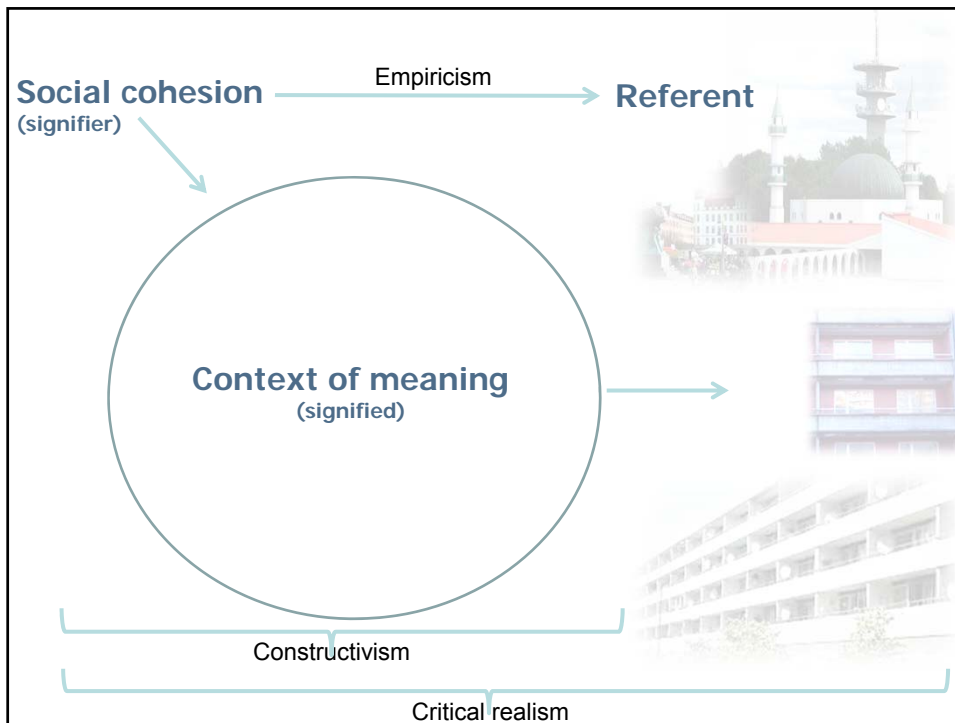 Empiricism
Social cohesion
(signifier)
Referent
Context of meaning
(signified)
Constructivism
Critical realism